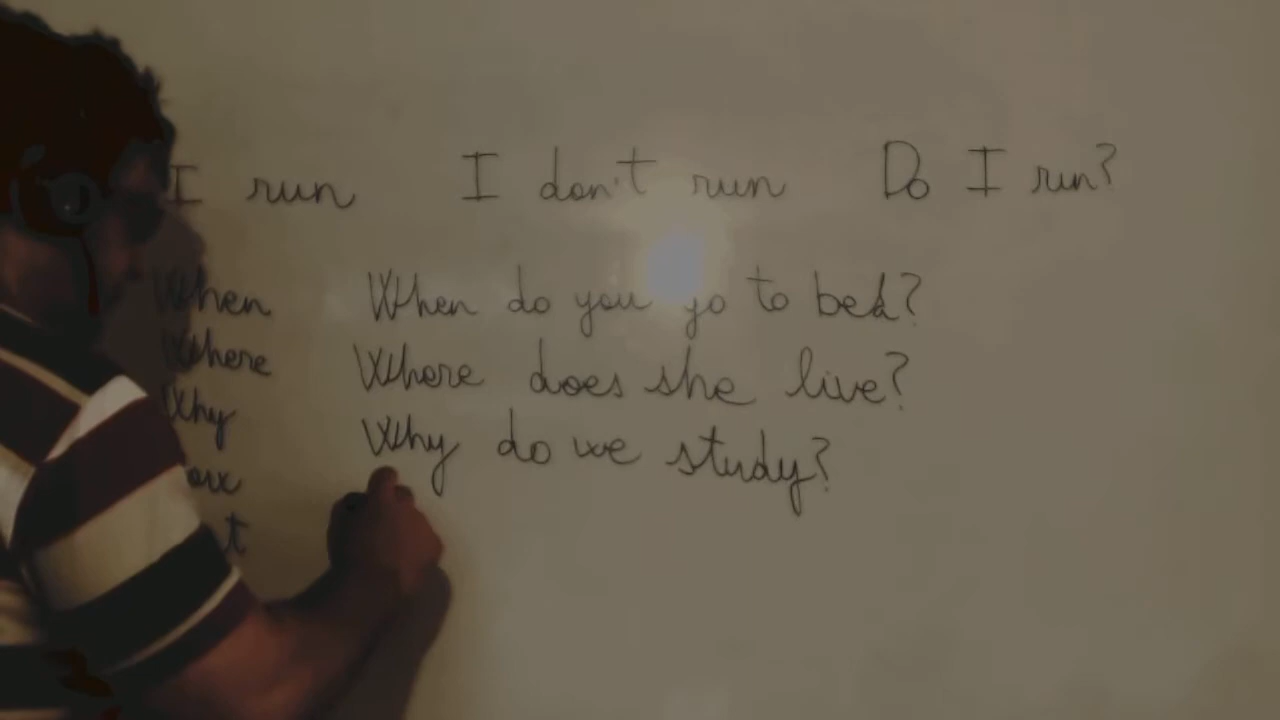 I run I don't run Do I run?
When When do you go to bed?
Where Where does she live?
Why Why do we study?